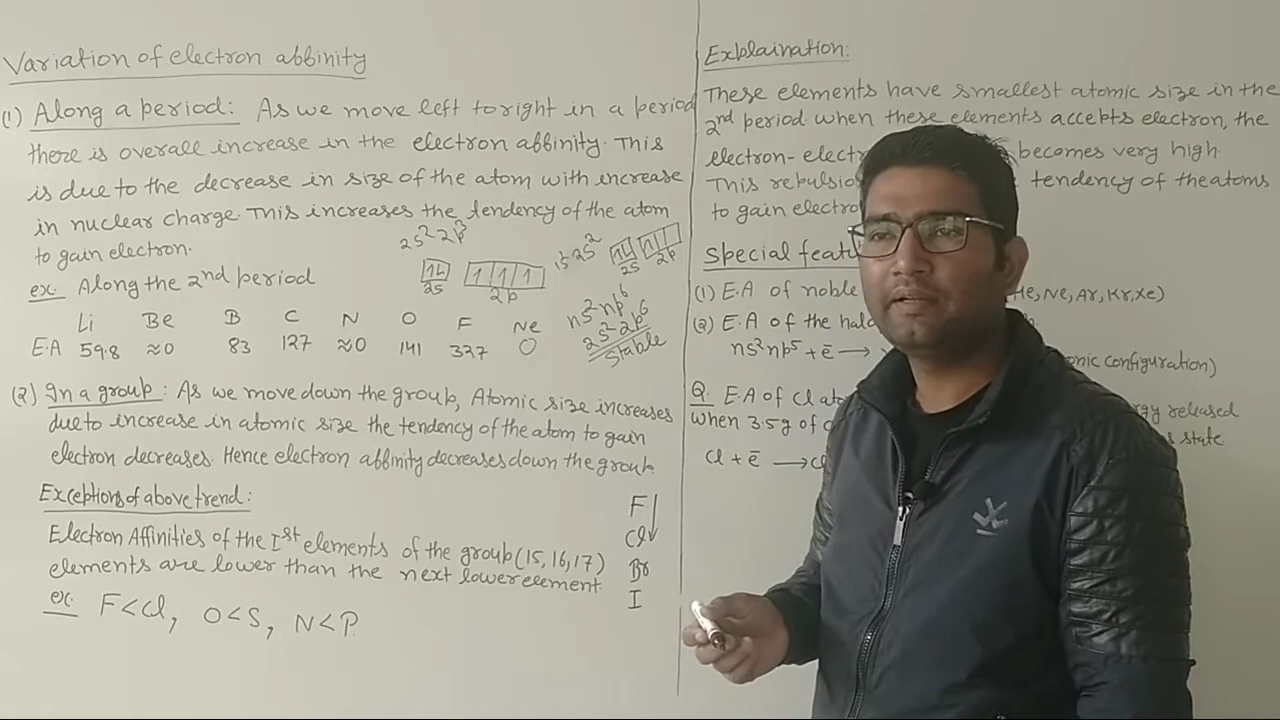 Variation of electron affinity
(1) Along a period: As we move left to right in a period
there is overall increase in the electron affinity. This
is due to the decrease in size of the atom with increase
in nuclear charge. This increases the tendency of the atom
to gain electron.
2s² 2p³
2s
2p
1s² 2s²
2s
2p
ex. Along the 2nd period
ns² np⁶
2s² 2p⁶
Stable
Li Be B C N O F Ne
E.A 59.8 ≈0 83 127 ≈0 141 327 0
(2) In a group: As we move down the group, Atomic size increases
due to increase in atomic size the tendency of the atom to gain
electron decreases. Hence electron affinity decreases down the group.
Exceptions of above trend:
Electron Affinities of the Ist elements of the group (15, 16, 17)
elements are lower than the next lower element.
ex. F < Cl, O < S, N < P.
F
Cl
Br
I
Explaination:
These elements have smallest atomic size in the
2nd period when these elements accepts electron, the
electron- becomes very high.
This tendency of the atoms
to gain
Special
(1) E.A of noble He, Ne, Ar, Kr, Xe)
(2) E.A of the
ns² np⁵ + ē → configuration)
Q. E.A of Cl released
When 3.5g of state
Cl + ē →